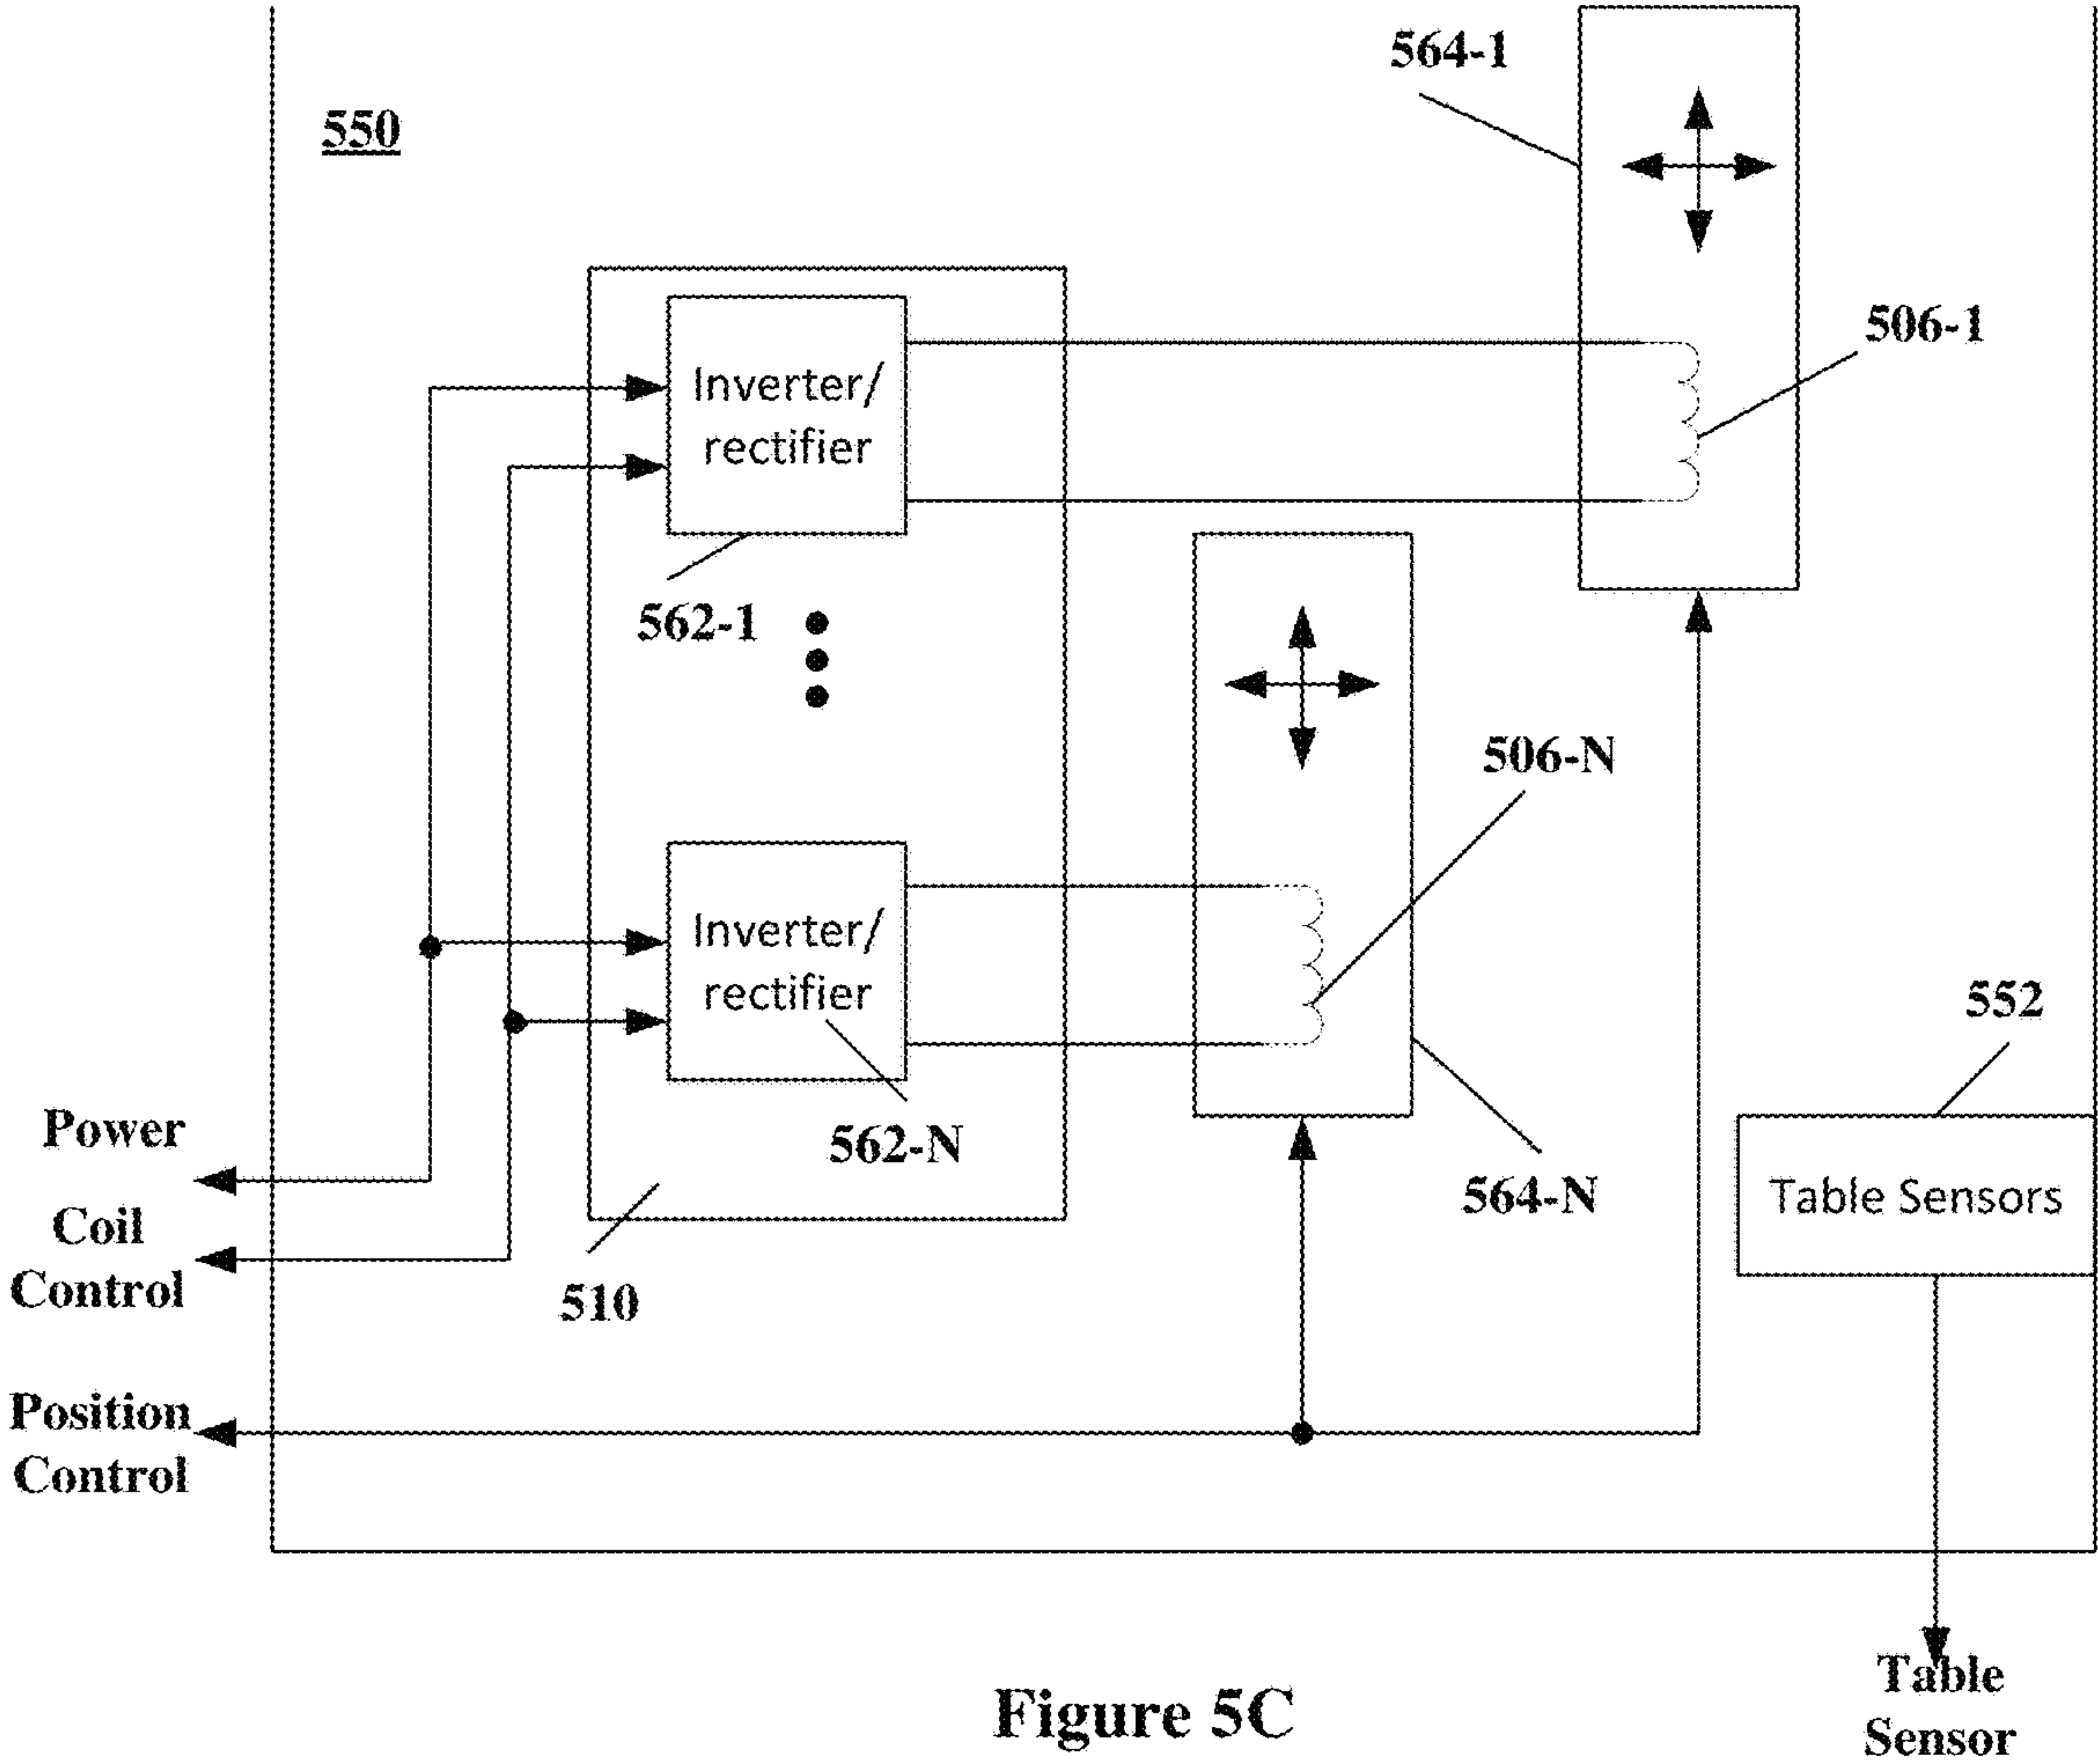 564-1
550
506-1
Inverter/
rectifier
562-1
506-N
Inverter/
rectifier
552
Power
562-N
Table Sensors
564-N
Coil
Control
510
Position
Control
Table
Sensor
Figure 5C